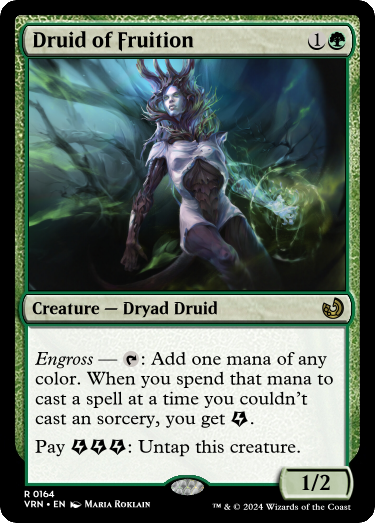 Druid of Fruition 1
Creature — Dryad Druid
Engross — : Add one mana of any
color. When you spend that mana to
cast a spell at a time you couldn't
cast an sorcery, you get .
Pay : Untap this creature.
1/2
R 0164
VRN • EN Maria Roklain
™ & © 2024 Wizards of the Coast